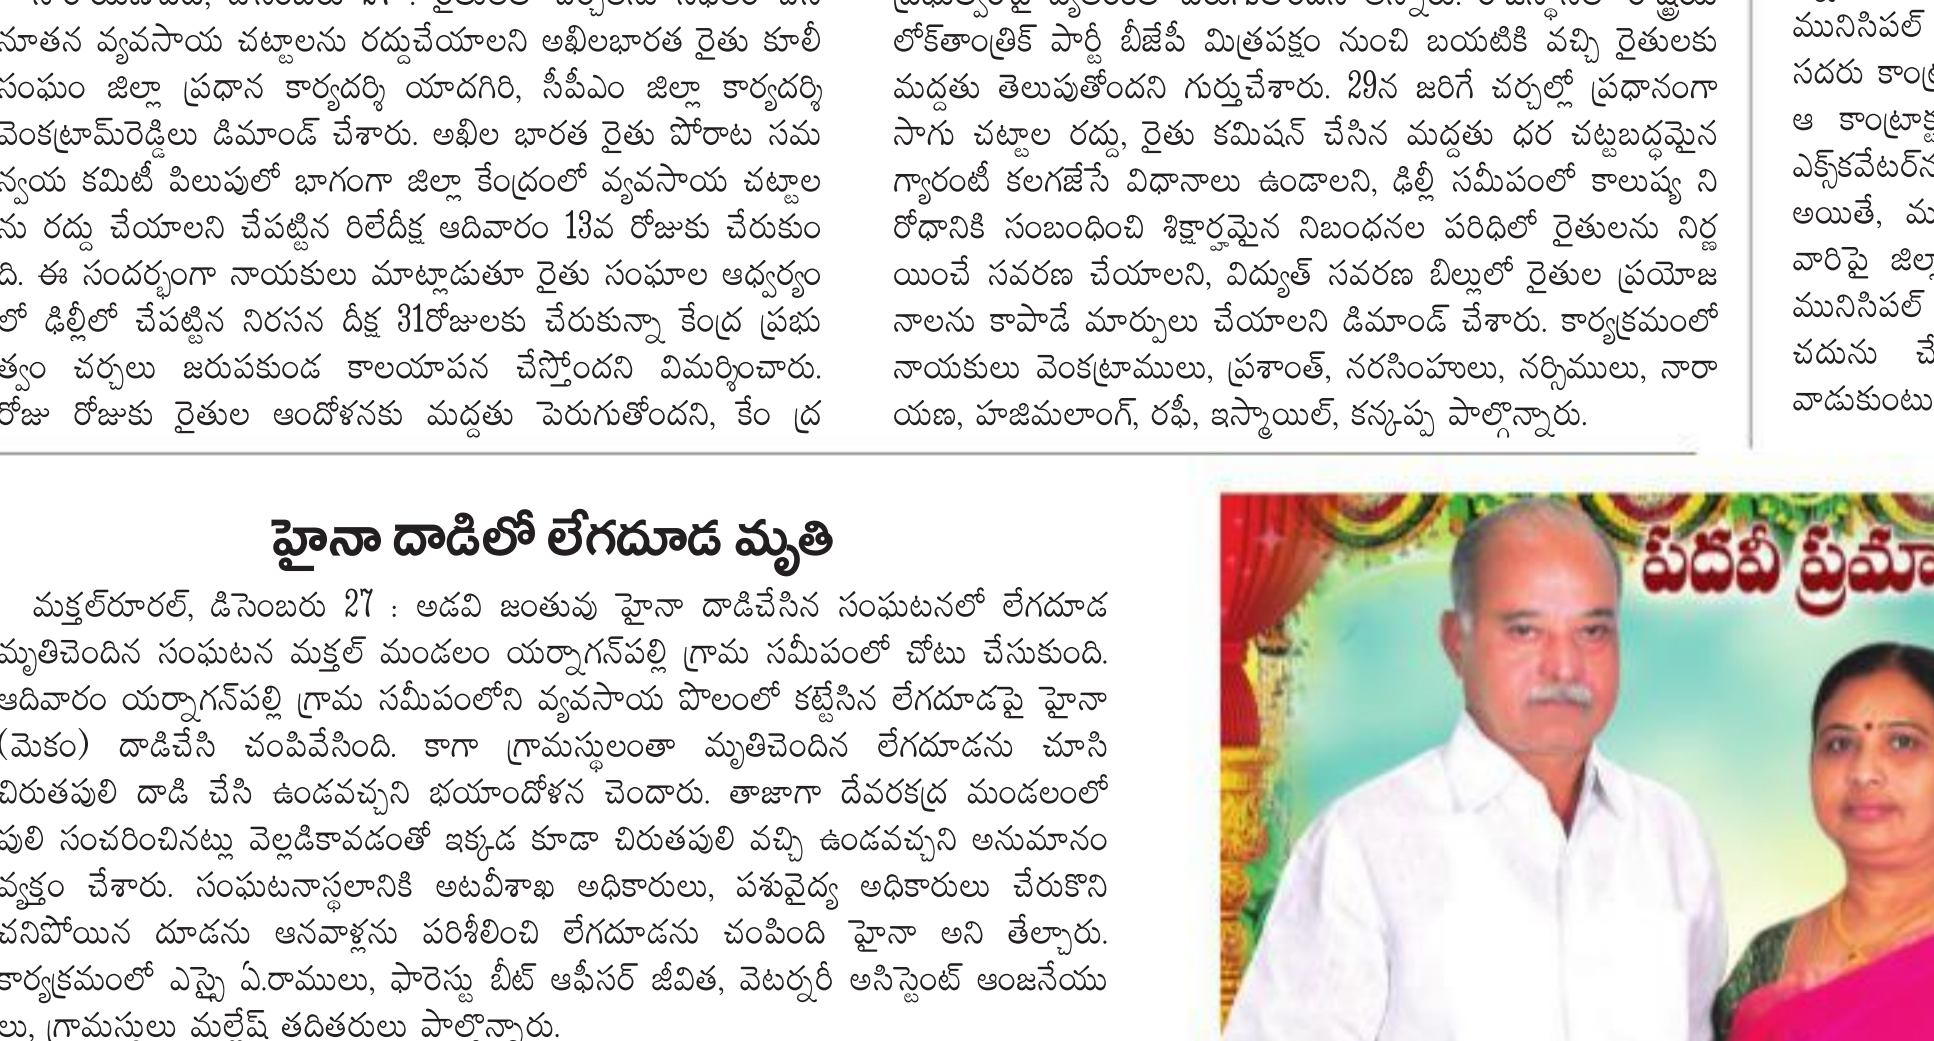 నూతన వ్యవసాయ చట్టాలను రద్దుచేయాలని అఖిలభారత రైతు కూలీ
సంఘం జిల్లా ప్రధాన కార్యదర్శి యాదగిరి, సీపీఎం జిల్లా కార్యదర్శి
వెంకట్రామ్‌రెడ్డిలు డిమాండ్ చేశారు. అఖిల భారత రైతు పోరాట సమ
న్వయ కమిటీ పిలుపులో భాగంగా జిల్లా కేంద్రంలో వ్యవసాయ చట్టాల
ను రద్దు చేయాలని చేపట్టిన రిలేదీక్ష ఆదివారం 13వ రోజుకు చేరుకుం
ది. ఈ సందర్భంగా నాయకులు మాట్లాడుతూ రైతు సంఘాల ఆధ్వర్యం
లో ఢిల్లీలో చేపట్టిన నిరసన దీక్ష 31రోజులకు చేరుకున్నా కేంద్ర ప్రభు
త్వం చర్చలు జరుపకుండ కాలయాపన చేస్తోందని విమర్శించారు.
రోజు రోజుకు రైతుల ఆందోళనకు మద్దతు పెరుగుతోందని, కేం ద్ర
లోక్‌తాంత్రిక్ పార్టీ బీజేపీ మిత్రపక్షం నుంచి బయటికి వచ్చి రైతులకు
మద్దతు తెలుపుతోందని గుర్తుచేశారు. 29న జరిగే చర్చల్లో ప్రధానంగా
సాగు చట్టాల రద్దు, రైతు కమిషన్ చేసిన మద్దతు ధర చట్టబద్ధమైన
గ్యారంటీ కలగజేసే విధానాలు ఉండాలని, ఢిల్లీ సమీపంలో కాలుష్య ని
రోధానికి సంబంధించి శిక్షార్హమైన నిబంధనల పరిధిలో రైతులను నిర్ణ
యించే సవరణ చేయాలని, విద్యుత్ సవరణ బిల్లులో రైతుల ప్రయోజ
నాలను కాపాడే మార్పులు చేయాలని డిమాండ్ చేశారు. కార్యక్రమంలో
నాయకులు వెంకట్రాములు, ప్రశాంత్, నరసింహులు, నర్సిములు, నారా
యణ, హజిమలాంగ్, రఫీ, ఇస్మాయిల్, కన్కప్ప పాల్గొన్నారు.
మునిసిపల్
సదరు
ఆ
అయితే,
వారిపై
మునిసిపల్
చదును
హైనా దాడిలో లేగదూడ మృతి
మక్తల్‌రూరల్, డిసెంబరు 27 : అడవి జంతువు హైనా దాడిచేసిన సంఘటనలో లేగదూడ
మృతిచెందిన సంఘటన మక్తల్ మండలం యర్నాగన్‌పల్లి గ్రామ సమీపంలో చోటు చేసుకుంది.
ఆదివారం యర్నాగన్‌పల్లి గ్రామ సమీపంలోని వ్యవసాయ పొలంలో కట్టేసిన లేగదూడపై హైనా
(మెకం) దాడిచేసి చంపివేసింది. కాగా గ్రామస్థులంతా మృతిచెందిన లేగదూడను చూసి
చిరుతపులి దాడి చేసి ఉండవచ్చని భయాందోళన చెందారు. తాజాగా దేవరకద్ర మండలంలో
పులి సంచరించినట్లు వెల్లడికావడంతో ఇక్కడ కూడా చిరుతపులి వచ్చి ఉండవచ్చని అనుమానం
వ్యక్తం చేశారు. సంఘటనాస్థలానికి అటవీశాఖ అధికారులు, పశువైద్య అధికారులు చేరుకొని
చనిపోయిన దూడను ఆనవాళ్లను పరిశీలించి లేగదూడను చంపింది హైనా అని తేల్చారు.
కార్యక్రమంలో ఎస్సై ఏ.రాములు, ఫారెస్టు బీట్ ఆఫీసర్ జీవిత, వెటర్నరీ అసిస్టెంట్ ఆంజనేయు
లు, గ్రామస్తులు మల్లేష్ తదితరులు పాల్గొన్నారు.
పదవీ